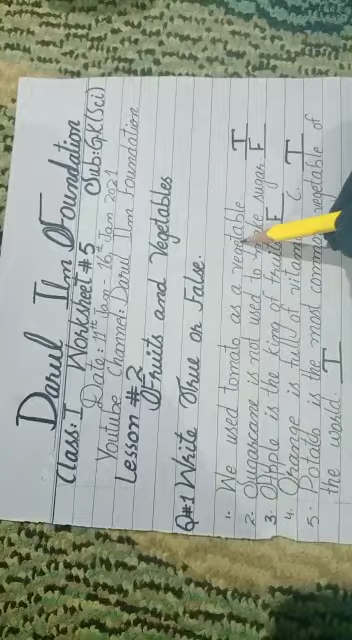 Darul Ilm Foundation
Class: I Worksheet #5 Sub: G.K (Sci)
Date: 11th Jan - 16th Jan 2021
Youtube Channel: Darul Ilm Foundation
Lesson #2
Fruits and Vegetables
Q#1 Write True or False.
1. We used tomato as a vegetable T
2. Sugarcane is not used to make sugar. F
3. Apple is the king of fruits F
4. Orange is full of vitamin C. T
5. Potato is the most common vegetable of
the world. T